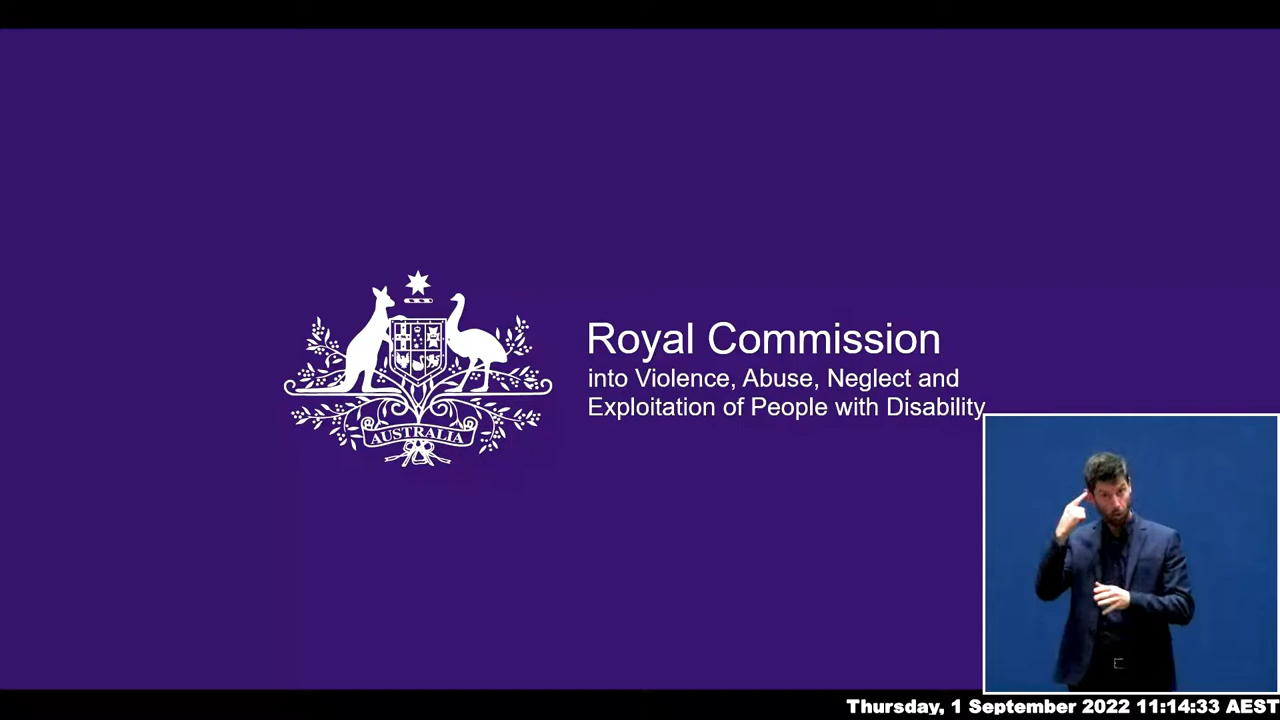 Royal Commission
into Violence, Abuse, Neglect and
Exploitation of People with Disability
AUSTRALIA
Thursday, 1 September 2022 11:14:33 AEST